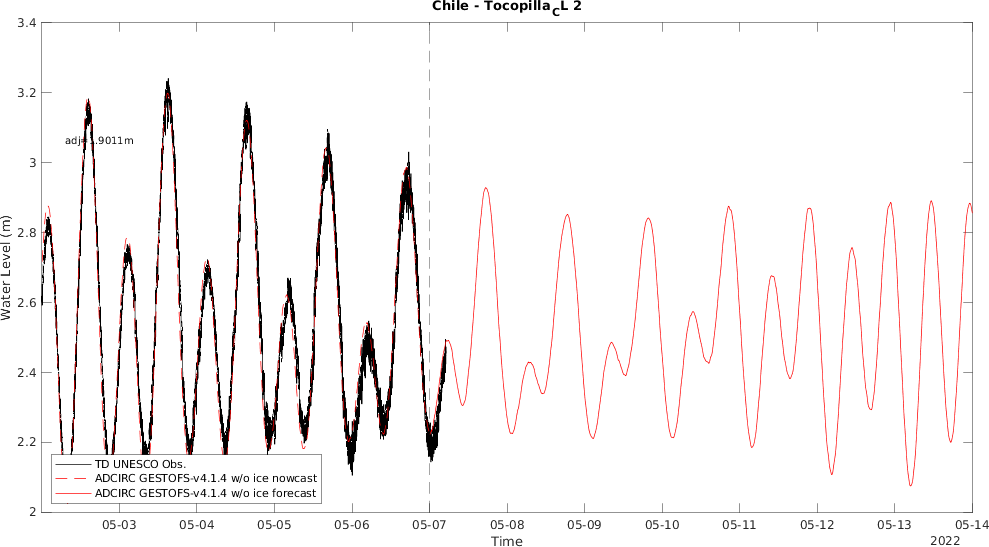 Chile - Tocopilla_CL 2
Water Level (m)
3.4
3.2
3
2.8
2.6
2.4
2.2
2
adj=1.9011m
TD UNESCO Obs.
ADCIRC GESTOFS-v4.1.4 w/o ice nowcast
ADCIRC GESTOFS-v4.1.4 w/o ice forecast
05-03 05-04 05-05 05-06 05-07 05-08 05-09 05-10 05-11 05-12 05-13 05-14
Time
2022